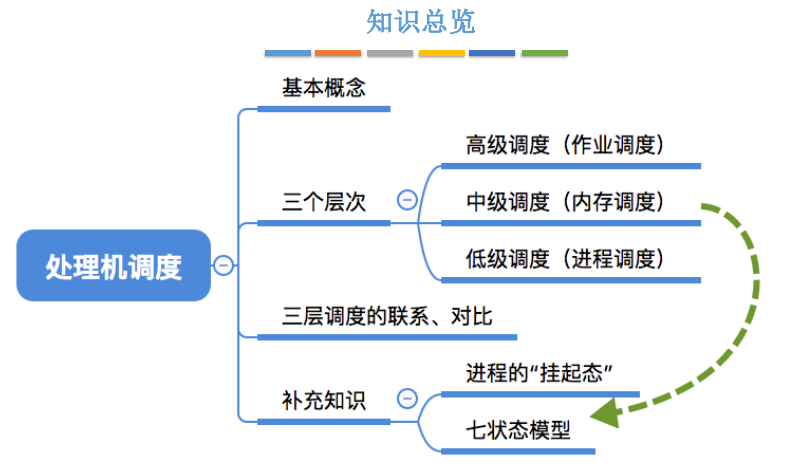 知识总览
基本概念
高级调度（作业调度）
三个层次
中级调度（内存调度）
低级调度（进程调度）
处理机调度
三层调度的联系、对比
进程的“挂起态”
补充知识
七状态模型